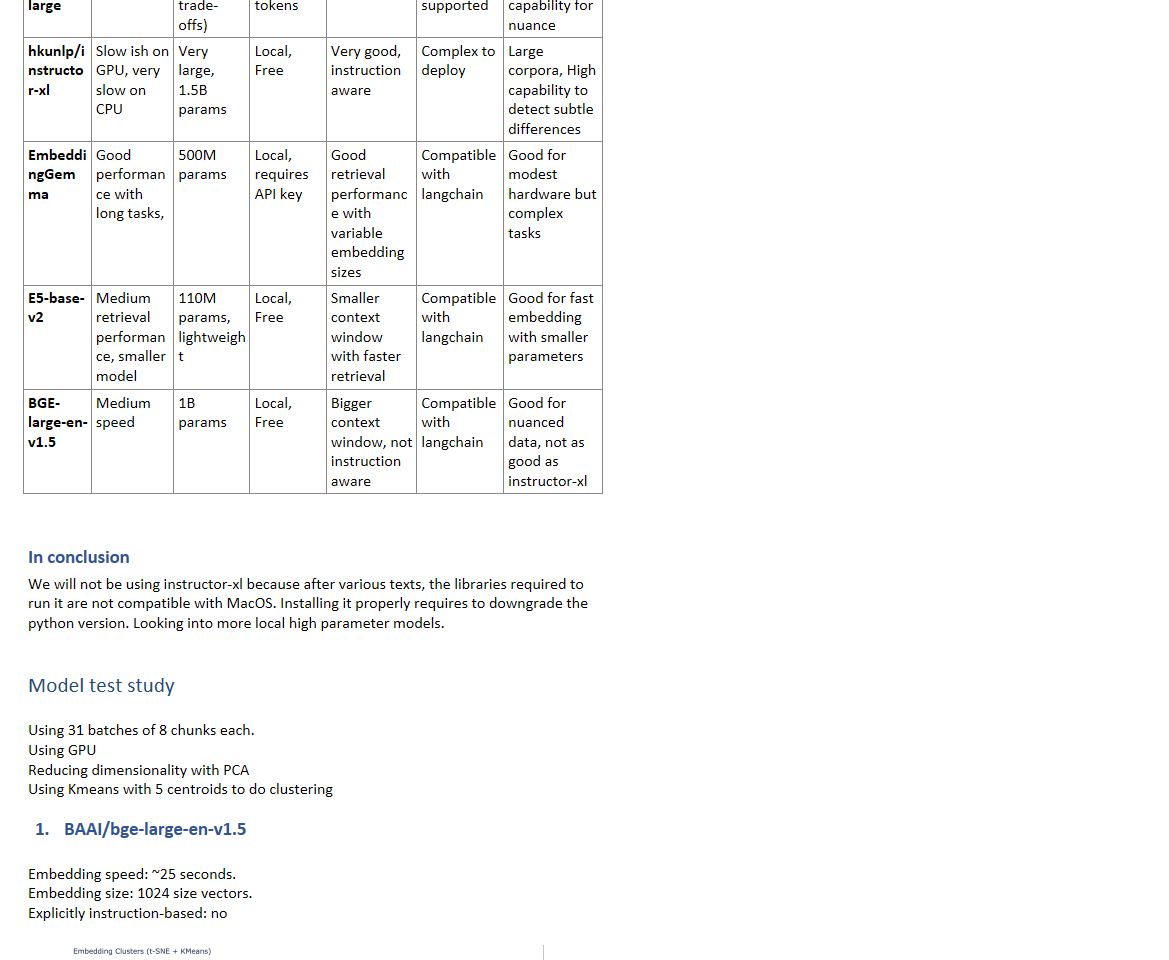 large trade- tokens supported capability for
offs) nuance
hkunlp/i Slow ish on Very Local, Very good, Complex to Large
nstructo GPU, very large, Free instruction deploy corpora, High
r-xl slow on 1.5B aware capability to
CPU params detect subtle
differences
Embeddi Good 500M Local, Good Compatible Good for
ngGem performan params requires retrieval with modest
ma ce with API key performanc langchain hardware but
long tasks, e with complex
variable tasks
embedding
sizes
E5-base- Medium 110M Local, Smaller Compatible Good for fast
v2 retrieval params, Free context with embedding
performan lightweigh window langchain with smaller
ce, smaller t with faster parameters
model retrieval
BGE- Medium 1B Local, Bigger Compatible Good for
large-en- speed params Free context with nuanced
v1.5 window, not langchain data, not as
instruction good as
aware instructor-xl
In conclusion
We will not be using instructor-xl because after various texts, the libraries required to
run it are not compatible with MacOS. Installing it properly requires to downgrade the
python version. Looking into more local high parameter models.
Model test study
Using 31 batches of 8 chunks each.
Using GPU
Reducing dimensionality with PCA
Using Kmeans with 5 centroids to do clustering
1. BAAI/bge-large-en-v1.5
Embedding speed: ~25 seconds.
Embedding size: 1024 size vectors.
Explicitly instruction-based: no
Embedding Clusters (t-SNE + KMeans)